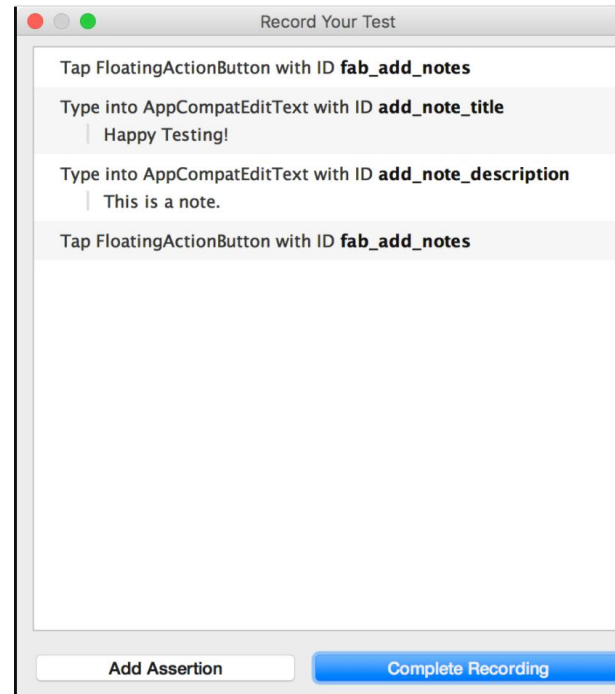 Record Your Test
Tap FloatingActionButton with ID fab_add_notes
Type into AppCompatEditText with ID add_note_title
Happy Testing!
Type into AppCompatEditText with ID add_note_description
This is a note.
Tap FloatingActionButton with ID fab_add_notes
Add Assertion
Complete Recording